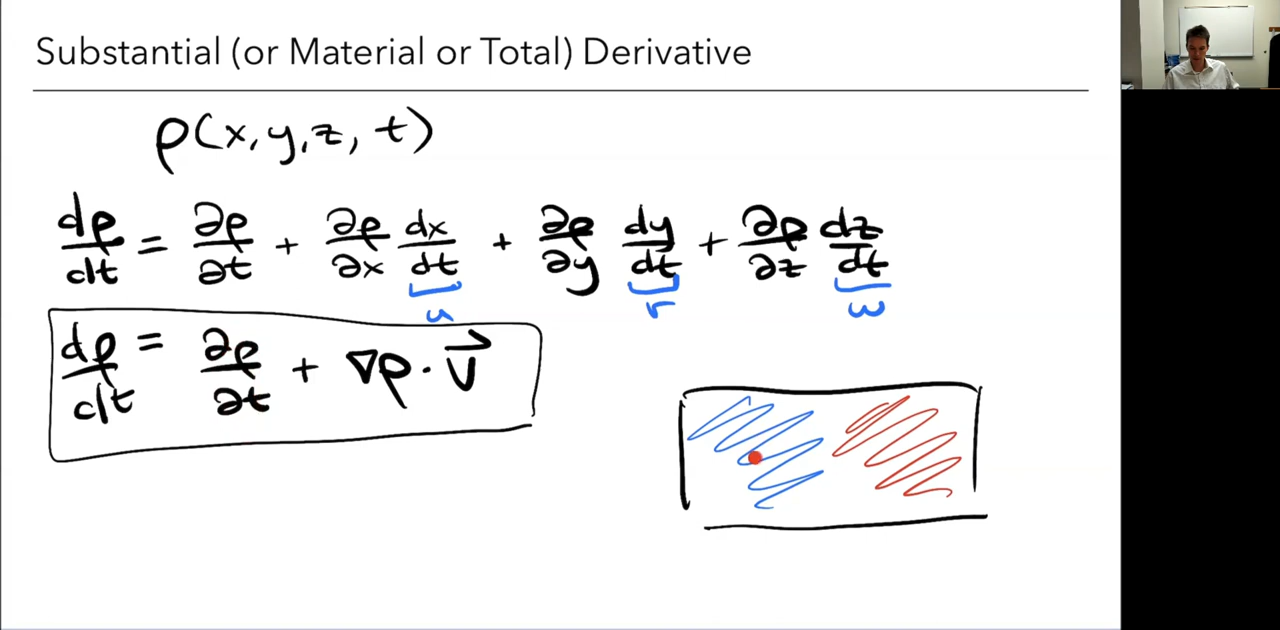 Substantial (or Material or Total) Derivative
ρ(x, y, z, t)
dρ/dt = ∂ρ/∂t + ∂ρ/∂x dx/dt + ∂ρ/∂y dy/dt + ∂ρ/∂z dz/dt
u v w
dρ/dt = ∂ρ/∂t + ∇ρ · V⃗